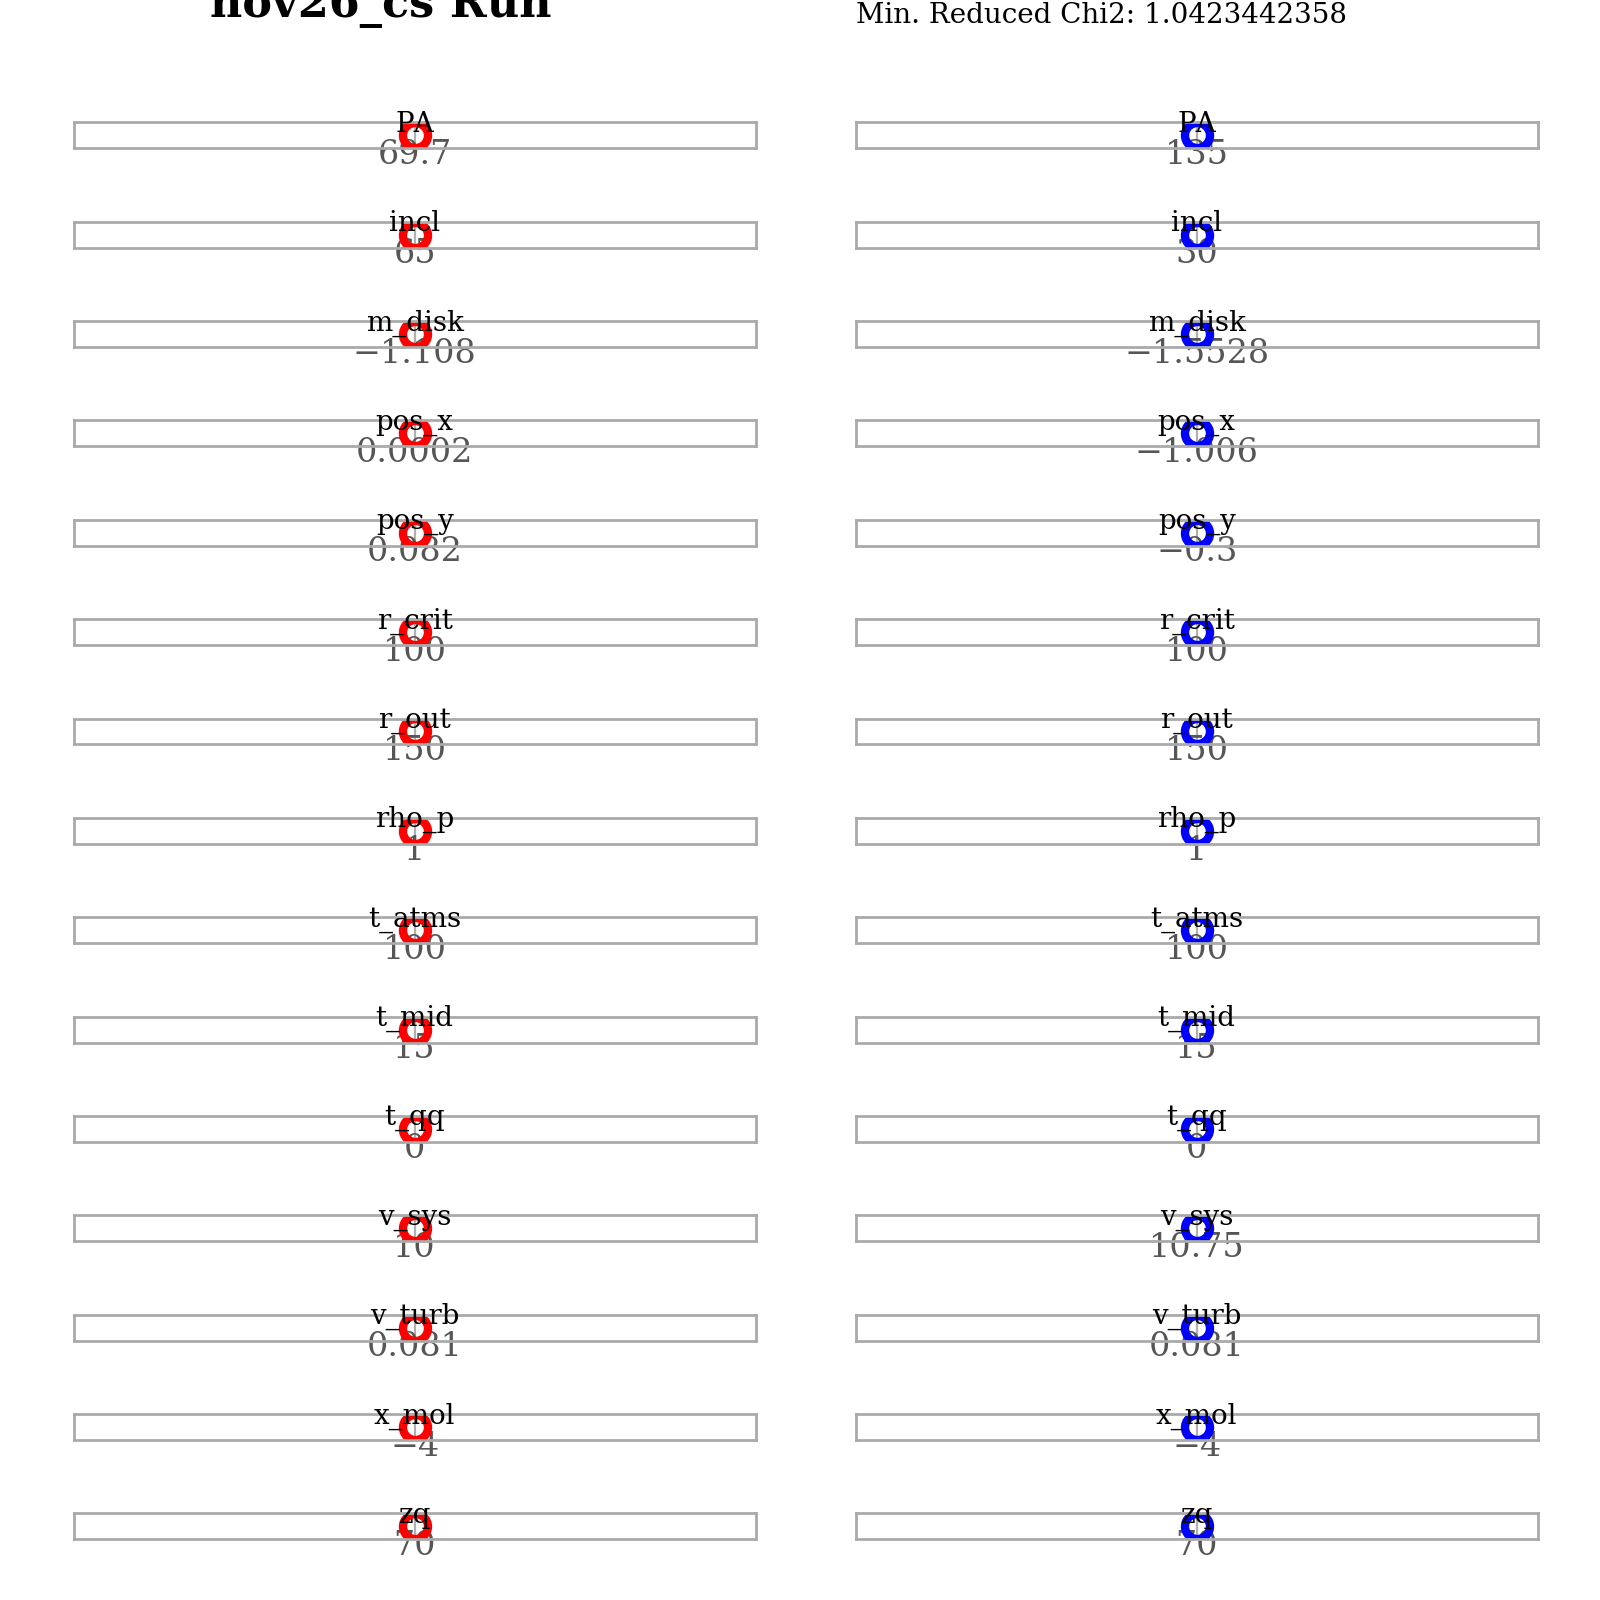 nov26_cs Run
Min. Reduced Chi2: 1.0423442358
PA PA
69.7 135
incl incl
65 30
m_disk m_disk
−1.108 −1.5528
pos_x pos_x
0.0002 −1.006
pos_y pos_y
0.082 −0.3
r_crit r_crit
100 100
r_out r_out
150 150
rho_p rho_p
1 1
t_atms t_atms
100 100
t_mid t_mid
15 15
t_qq t_qq
0 0
v_sys v_sys
10 10.75
v_turb v_turb
0.081 0.081
x_mol x_mol
−4 −4
zq zq
70 70